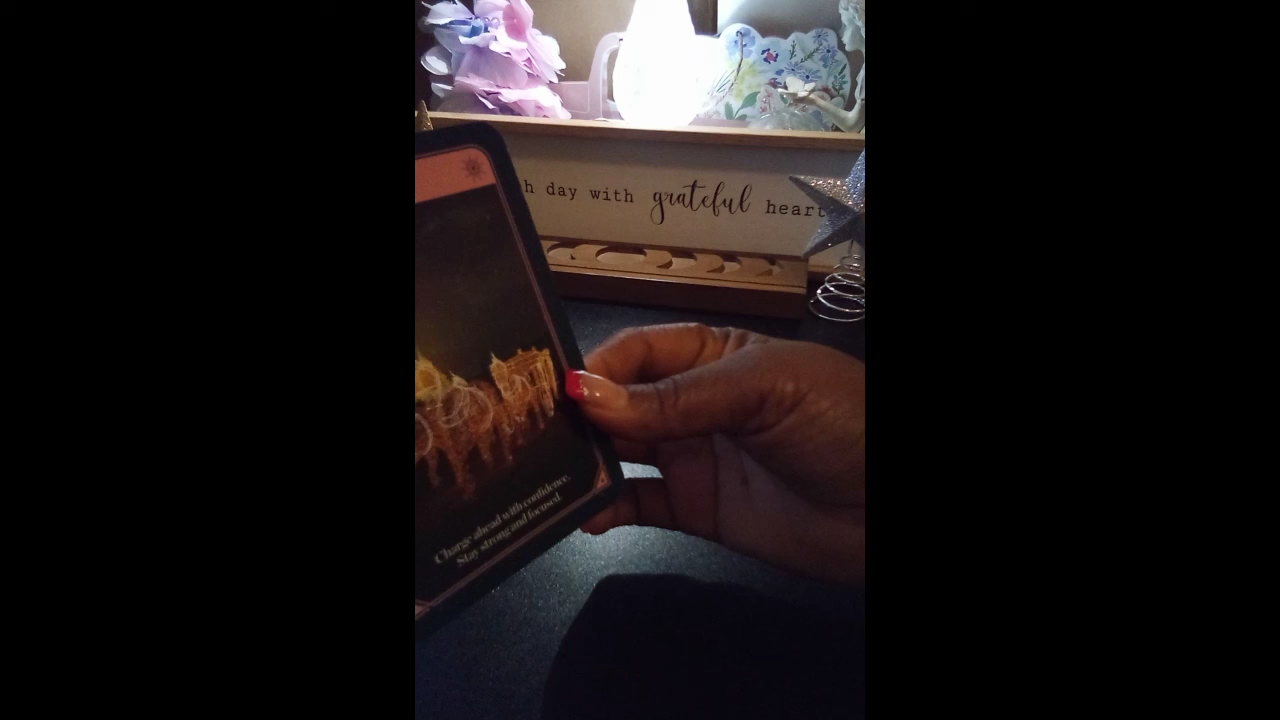 h day with grateful heart
Charge ahead with confidence.
Stay strong and focused.